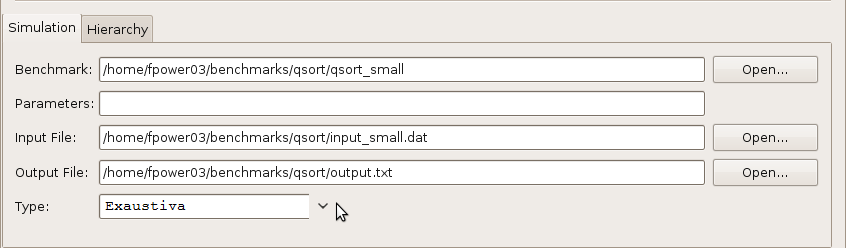 Simulation Hierarchy
Benchmark: /home/fpower03/benchmarks/qsort/qsort_small Open...
Parameters:
Input File: /home/fpower03/benchmarks/qsort/input_small.dat Open...
Output File: /home/fpower03/benchmarks/qsort/output.txt Open...
Type: Exaustiva